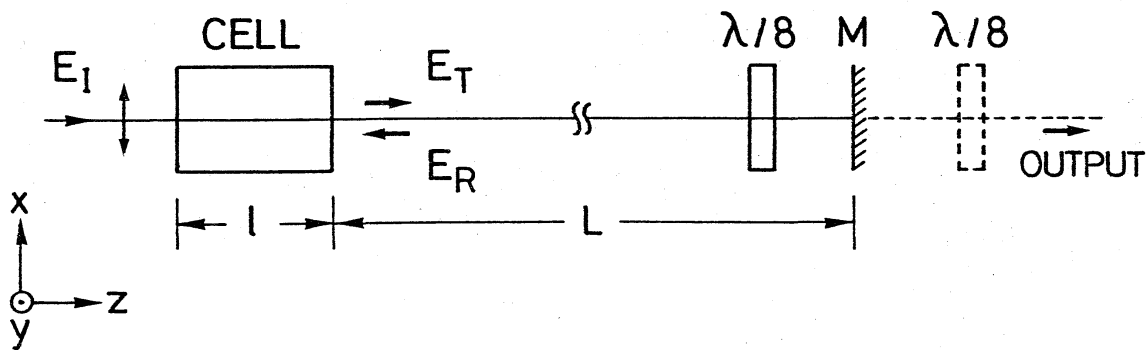 CELL
λ/8
M
λ/8
E_I
E_T
E_R
OUTPUT
l
L
x
y
z